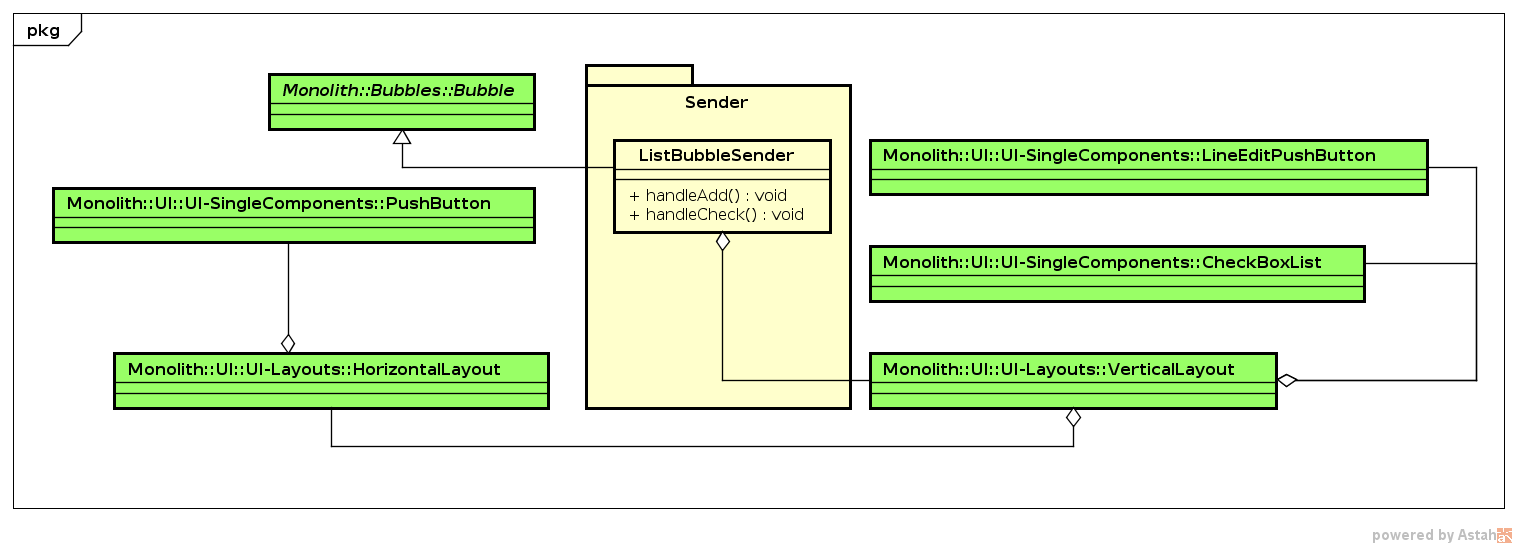 pkg
Monolith::Bubbles::Bubble
Sender
ListBubbleSender
+ handleAdd() : void
+ handleCheck() : void
Monolith::UI::UI-SingleComponents::LineEditPushButton
Monolith::UI::UI-SingleComponents::PushButton
Monolith::UI::UI-SingleComponents::CheckBoxList
Monolith::UI::UI-Layouts::HorizontalLayout
Monolith::UI::UI-Layouts::VerticalLayout
powered by Astah